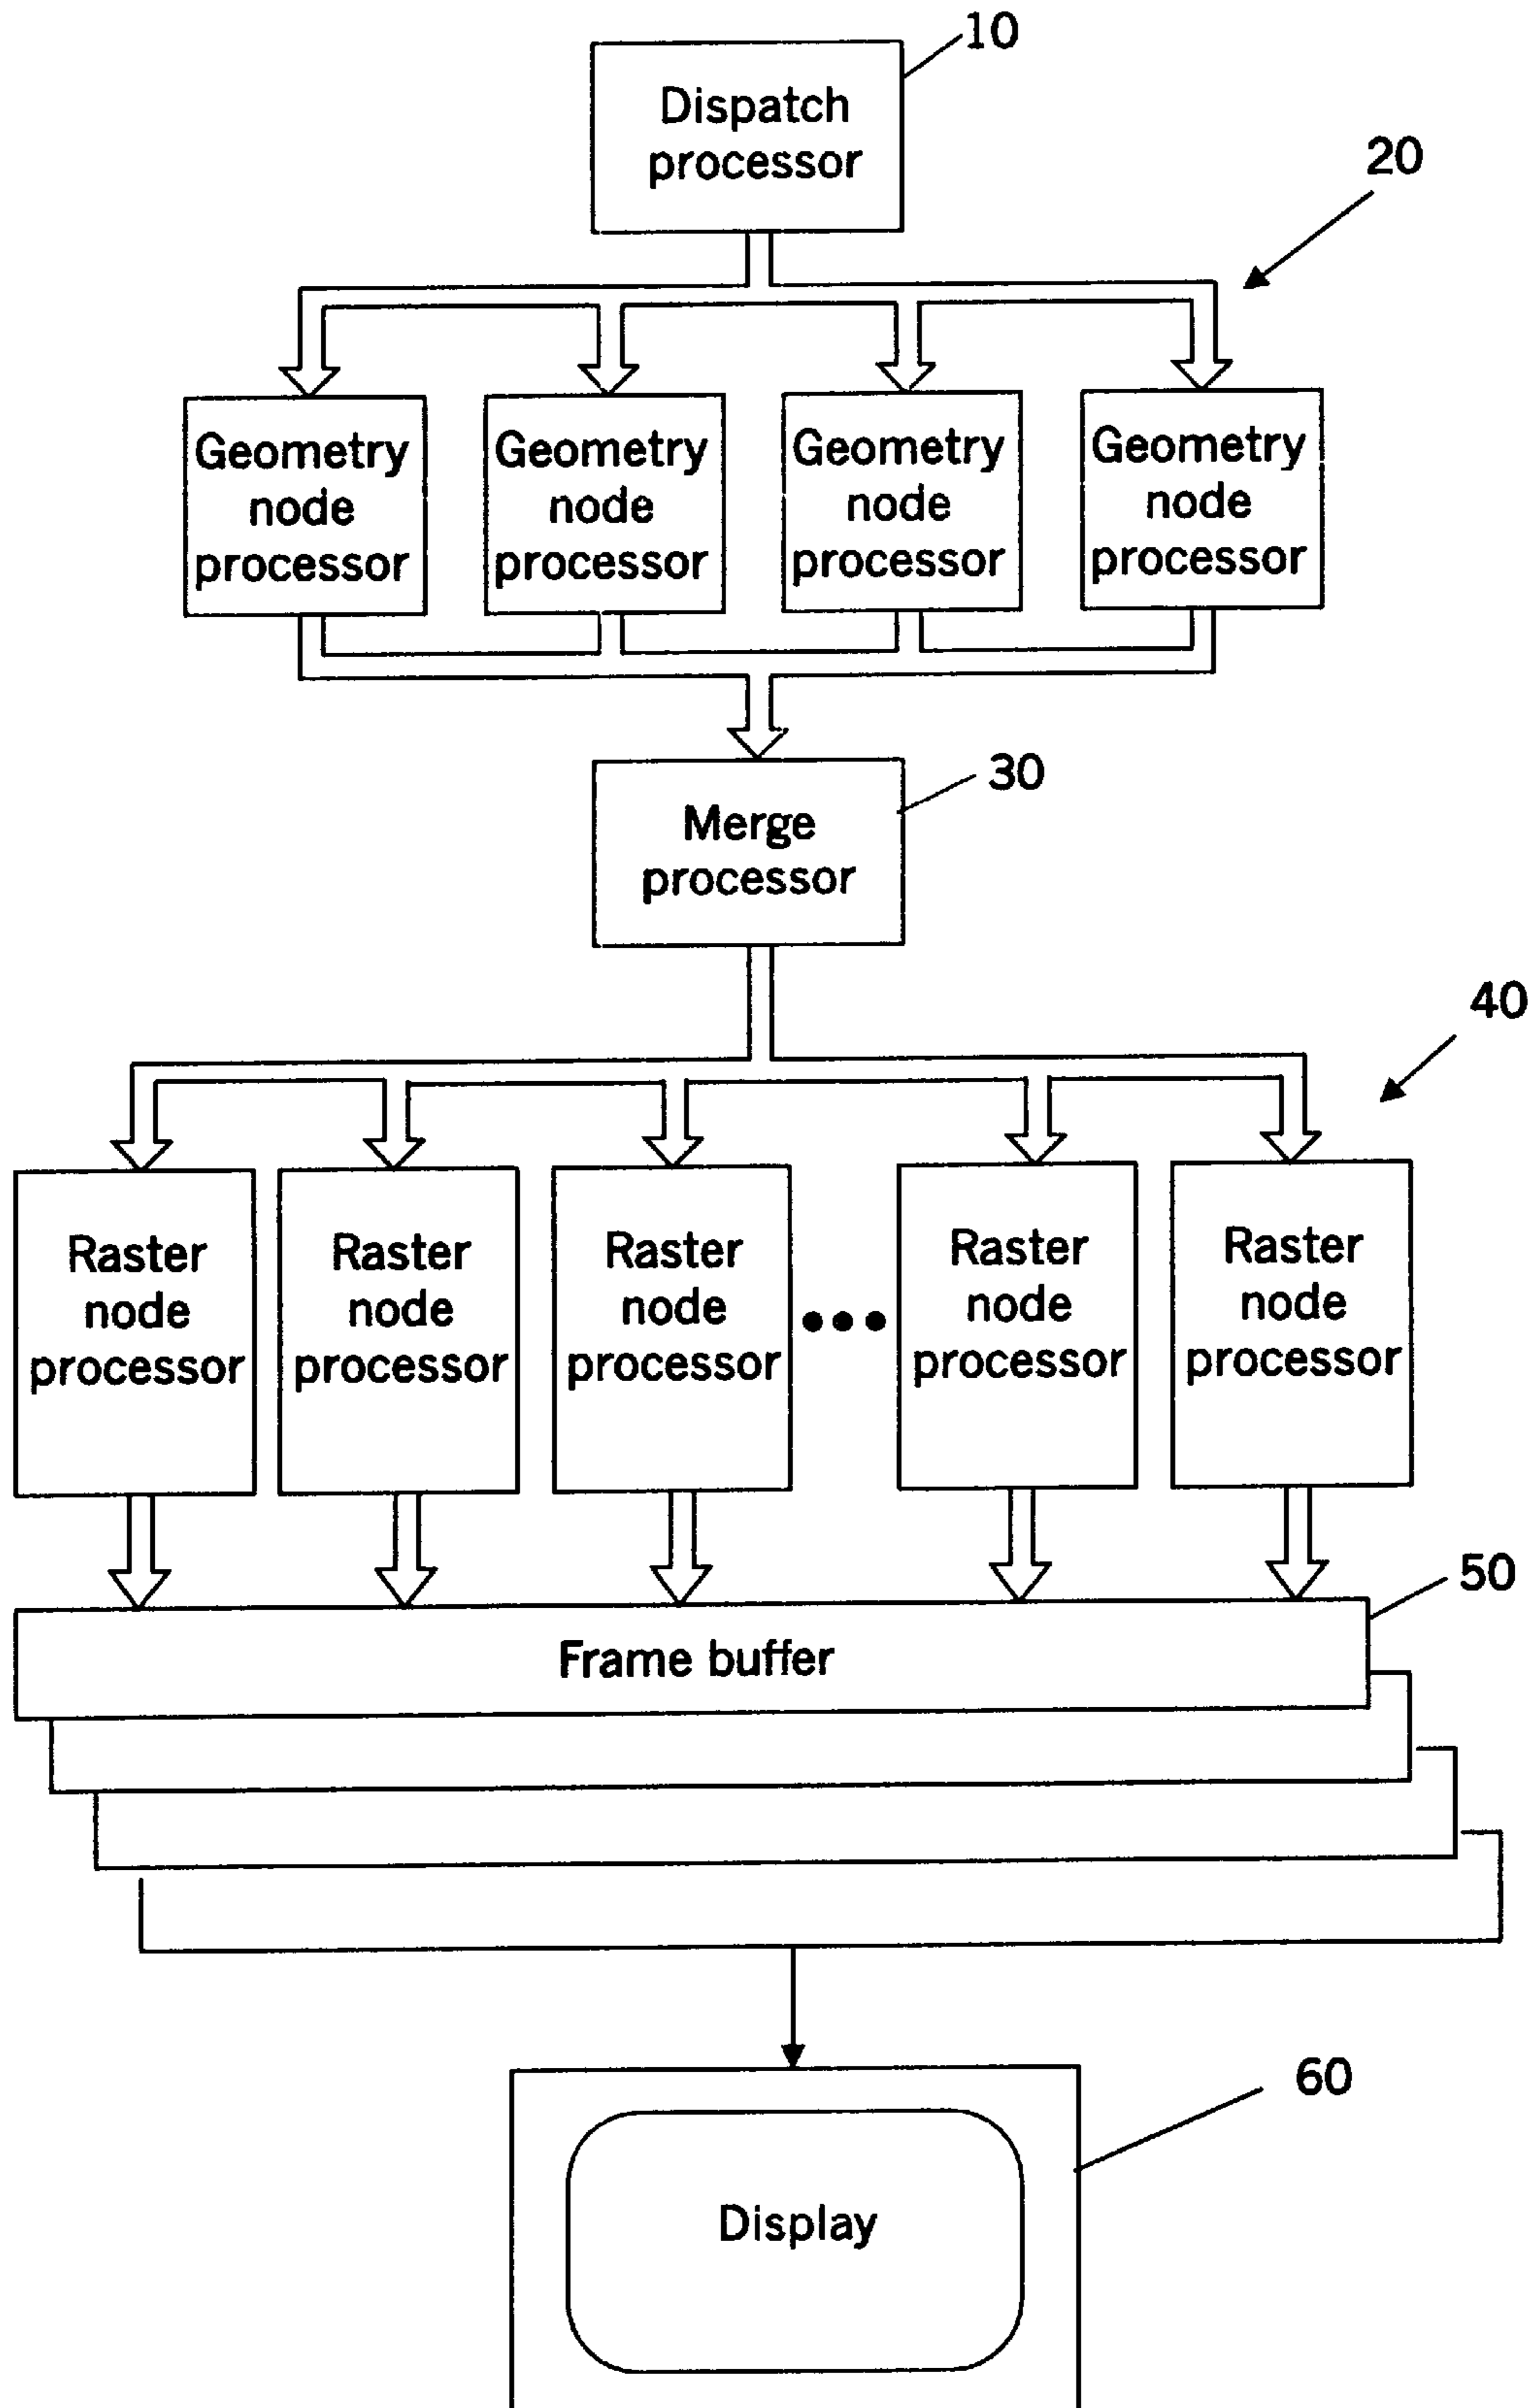 10
Dispatch
processor
20
Geometry
node
processor
Geometry
node
processor
Geometry
node
processor
Geometry
node
processor
30
Merge
processor
40
Raster
node
processor
Raster
node
processor
Raster
node
processor
Raster
node
processor
Raster
node
processor
50
Frame buffer
60
Display